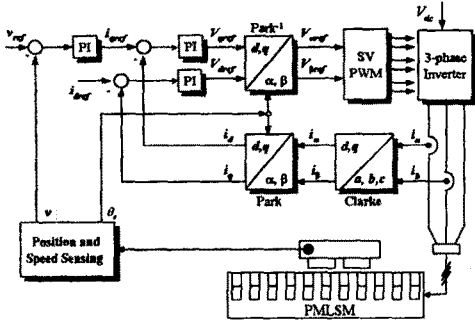 Park⁻¹
V_dc
v_ref
PI
i_qref
PI
V_qref
d,q
V_αref
SV
PWM
3-phase
Inverter
i_dref
PI
V_dref
α, β
V_βref
i_d
d,q
i_α
d,q
i_a
i_q
α, β
i_β
a, b, c
i_b
Park
Clarke
v
θ_e
Position and
Speed Sensing
PMLSM